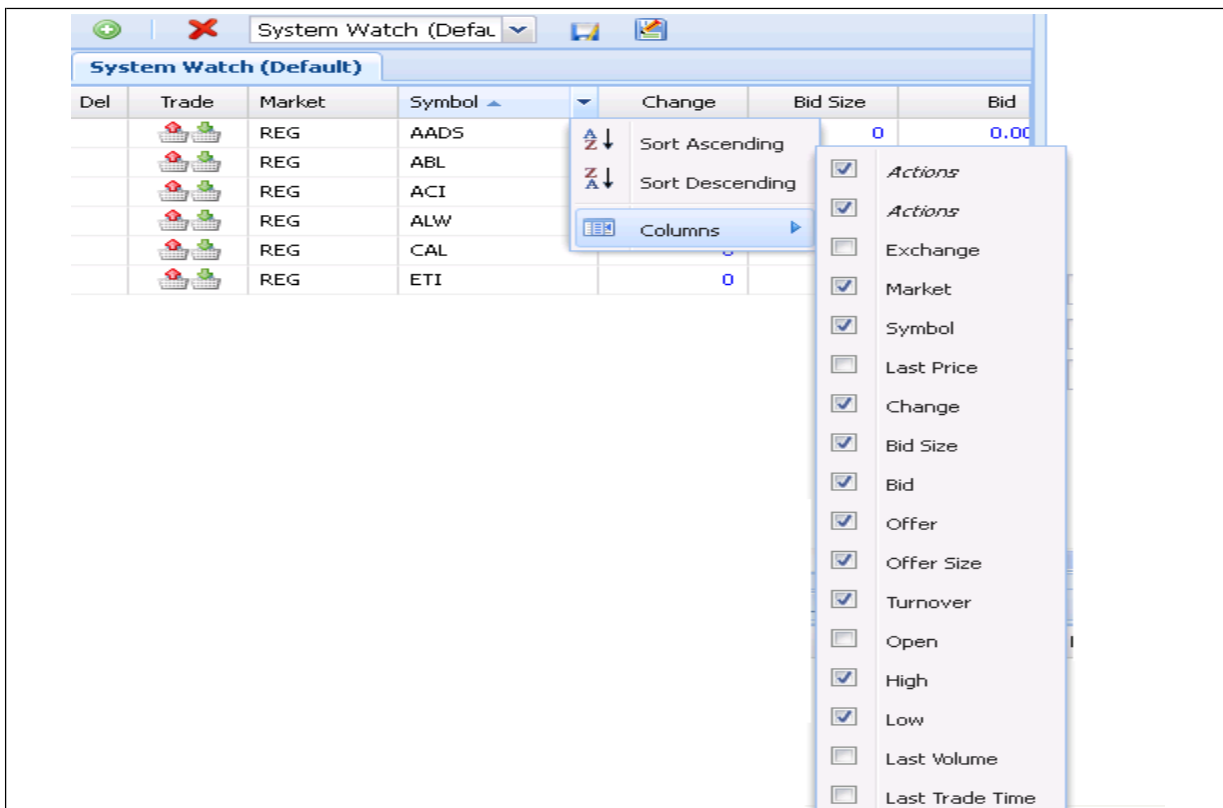 System Watch (Defau
System Watch (Default)
Del Trade Market Symbol Change Bid Size Bid
REG AADS 0 0.00
REG ABL
REG ACI
REG ALW
REG CAL 0
REG ETI 0
Sort Ascending
Sort Descending
Columns
Actions
Actions
Exchange
Market
Symbol
Last Price
Change
Bid Size
Bid
Offer
Offer Size
Turnover
Open
High
Low
Last Volume
Last Trade Time